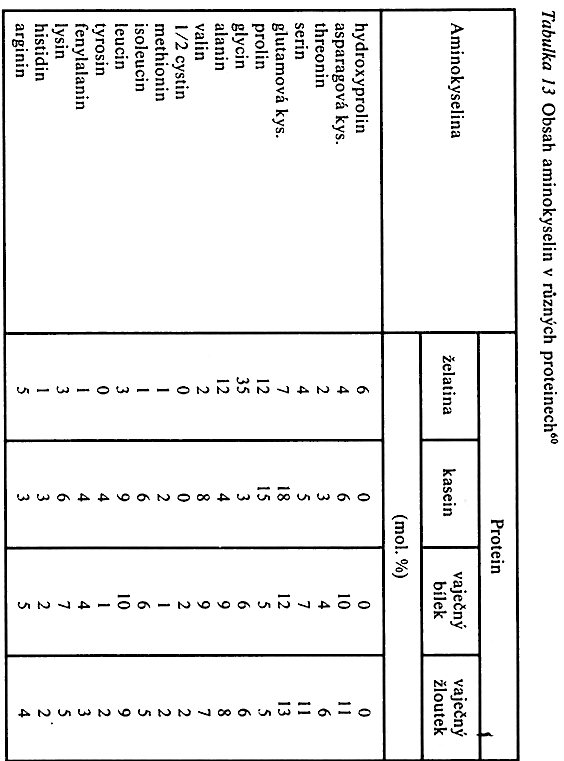 Tabulka 13 Obsah aminokyselin v různých proteinech⁶⁰
Aminokyselina Protein
želatina kasein vaječný bílek vaječný žloutek
(mol. %)
hydroxyprolin 6 0 0 0
asparagová kys. 4 6 10 11
threonin 2 3 4 6
serin 4 5 7 11
glutamová kys. 7 18 12 13
prolin 12 15 5 5
glycin 35 3 6 6
alanin 12 4 9 8
valin 2 8 9 7
1/2 cystin 0 0 2 2
methionin 1 2 1 2
isoleucin 1 6 6 5
leucin 3 9 10 9
tyrosin 0 4 1 2
fenylalanin 1 4 4 3
lysin 3 6 7 5
histidin 1 3 2 2
arginin 5 3 5 4